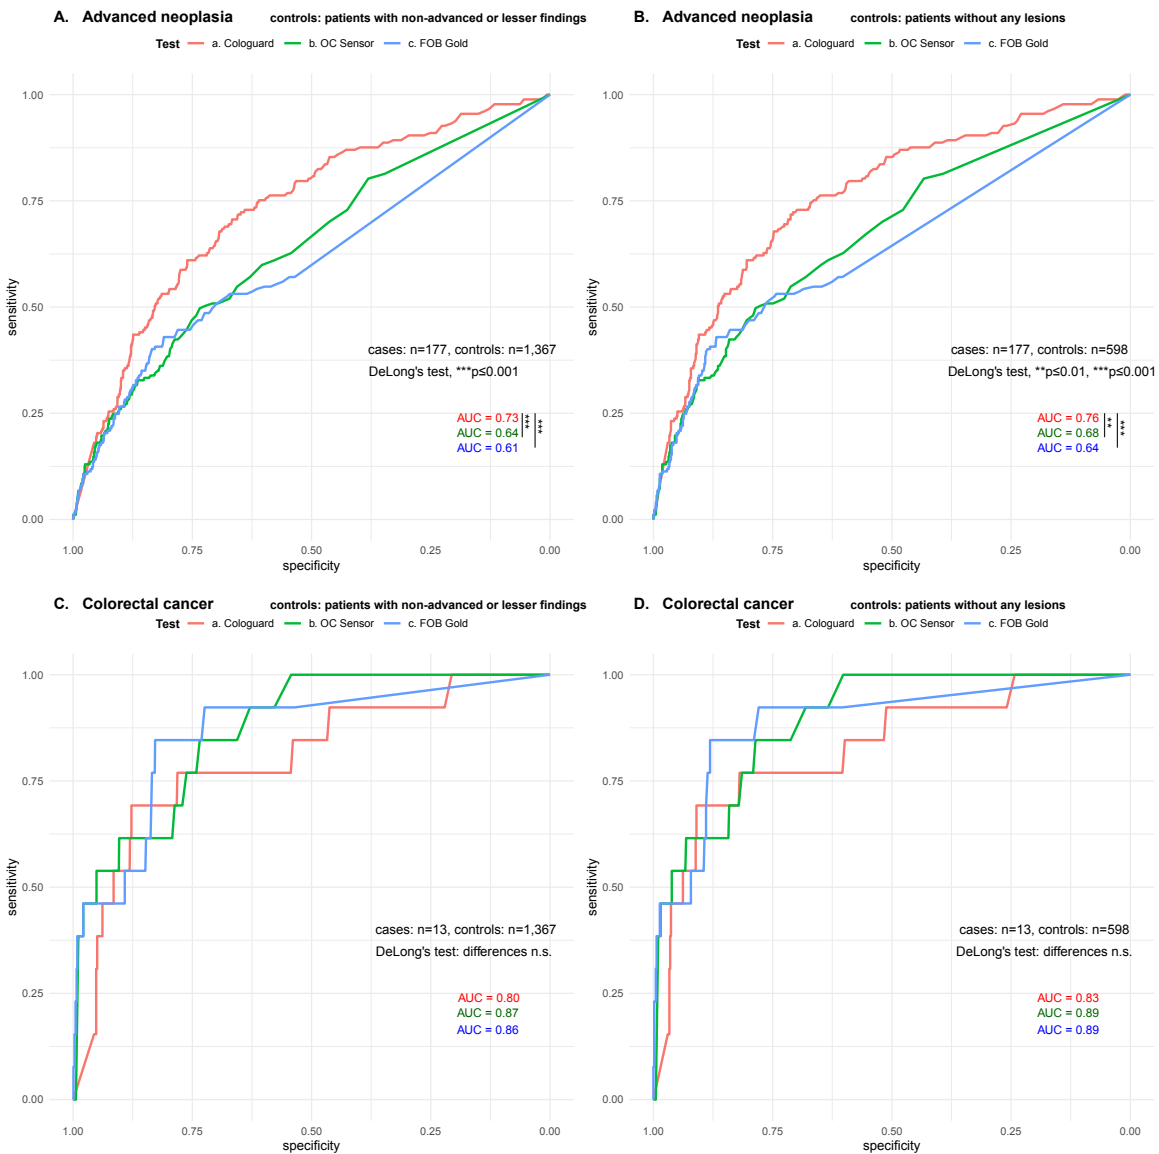 A. Advanced neoplasia controls: patients with non-advanced or lesser findings
Test a. Cologuard b. OC Sensor c. FOB Gold
1.00
0.75
0.50
0.25
0.00
sensitivity
cases: n=177, controls: n=1,367
DeLong's test, ***p≤0.001
AUC = 0.73
AUC = 0.64
AUC = 0.61
***
***
1.00 0.75 0.50 0.25 0.00
specificity
B. Advanced neoplasia controls: patients without any lesions
Test a. Cologuard b. OC Sensor c. FOB Gold
1.00
0.75
0.50
0.25
0.00
sensitivity
cases: n=177, controls: n=598
DeLong's test, **p≤0.01, ***p≤0.001
AUC = 0.76
AUC = 0.68
AUC = 0.64
**
***
1.00 0.75 0.50 0.25 0.00
specificity
C. Colorectal cancer controls: patients with non-advanced or lesser findings
Test a. Cologuard b. OC Sensor c. FOB Gold
1.00
0.75
0.50
0.25
0.00
sensitivity
cases: n=13, controls: n=1,367
DeLong's test: differences n.s.
AUC = 0.80
AUC = 0.87
AUC = 0.86
1.00 0.75 0.50 0.25 0.00
specificity
D. Colorectal cancer controls: patients without any lesions
Test a. Cologuard b. OC Sensor c. FOB Gold
1.00
0.75
0.50
0.25
0.00
sensitivity
cases: n=13, controls: n=598
DeLong's test: differences n.s.
AUC = 0.83
AUC = 0.89
AUC = 0.89
1.00 0.75 0.50 0.25 0.00
specificity